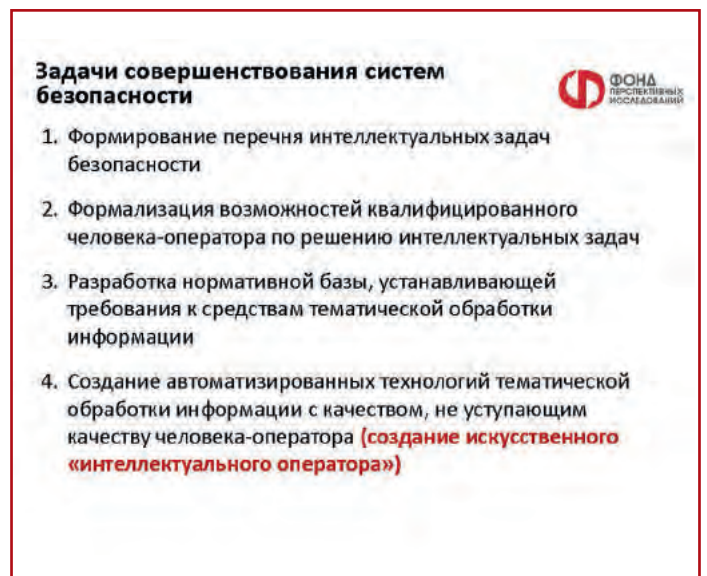 Задачи совершенствования систем
безопасности
ФОНД
ПЕРСПЕКТИВНЫХ
ИССЛЕДОВАНИЙ
1. Формирование перечня интеллектуальных задач
безопасности
2. Формализация возможностей квалифицированного
человека-оператора по решению интеллектуальных задач
3. Разработка нормативной базы, устанавливающей
требования к средствам тематической обработки
информации
4. Создание автоматизированных технологий тематической
обработки информации с качеством, не уступающим
качеству человека-оператора (создание искусственного
«интеллектуального оператора»)